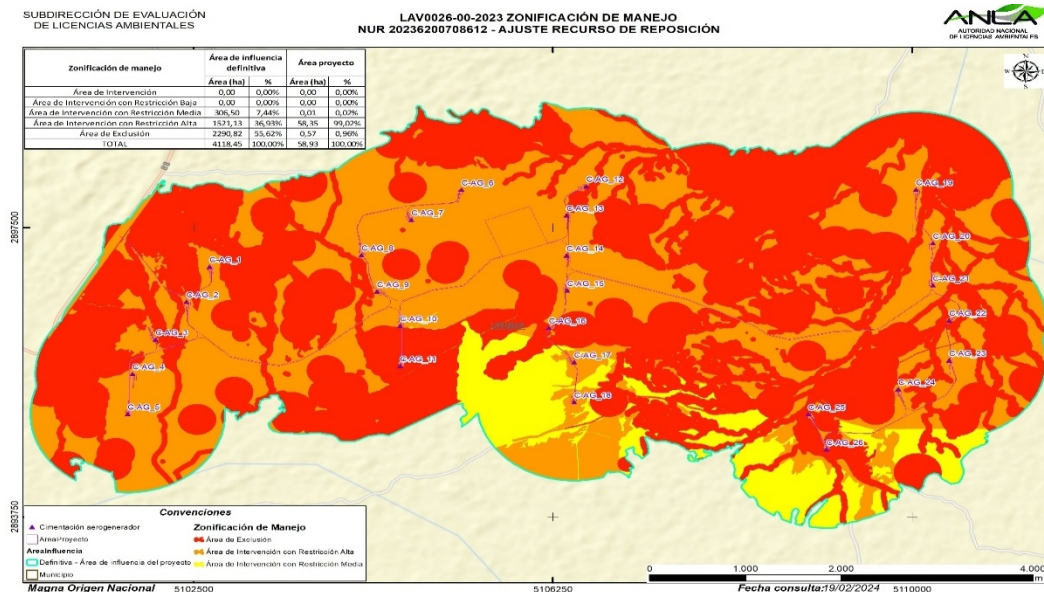 SUBDIRECCIÓN DE EVALUACIÓN
DE LICENCIAS AMBIENTALES
LAV0026-00-2023 ZONIFICACIÓN DE MANEJO
NUR 20236200708612 - AJUSTE RECURSO DE REPOSICIÓN
ANLA
AUTORIDAD NACIONAL
DE LICENCIAS AMBIENTALES
Zonificación de manejo Área de influencia definitiva Área proyecto
Área (ha) % Área (ha) %
Área de Intervención 0,00 0,00% 0,00 0,00%
Área de Intervención con Restricción Baja 0,00 0,00% 0,00 0,00%
Área de Intervención con Restricción Media 306,50 7,44% 0,01 0,02%
Área de Intervención con Restricción Alta 1521,13 36,93% 58,35 99,02%
Área de Exclusión 2290,82 55,62% 0,57 0,96%
TOTAL 4118,45 100,00% 58,93 100,00%
N
W E
S
C-AG_6
C-AG_12
C-AG_19
C-AG_7
C-AG_13
2897500
C-AG_20
C-AG_8
C-AG_14
C-AG_1
C-AG_21
C-AG_9
C-AG_15
C-AG_2
C-AG_22
C-AG_10
C-AG_16
C-AG_3
C-AG_11
C-AG_17
C-AG_23
C-AG_4
C-AG_24
C-AG_18
C-AG_5
C-AG_25
C-AG_26
2893750
Convenciones
Cimentación aerogenerador
AreaProyecto
AreaInfluencia
Definitiva - Área de influencia del proyecto
Municipio
Zonificación de Manejo
Área de Exclusión
Área de Intervención con Restricción Alta
Área de Intervención con Restricción Media
0 1.000 2.000 4.000
m
Magna Origen Nacional
5102500
5106250
5110000
Fecha consulta:19/02/2024